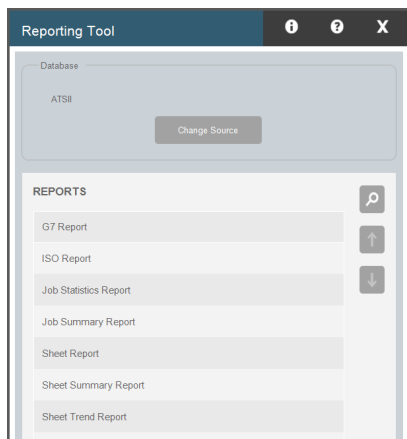 Reporting Tool
Database
ATSII
Change Source
REPORTS
G7 Report
ISO Report
Job Statistics Report
Job Summary Report
Sheet Report
Sheet Summary Report
Sheet Trend Report